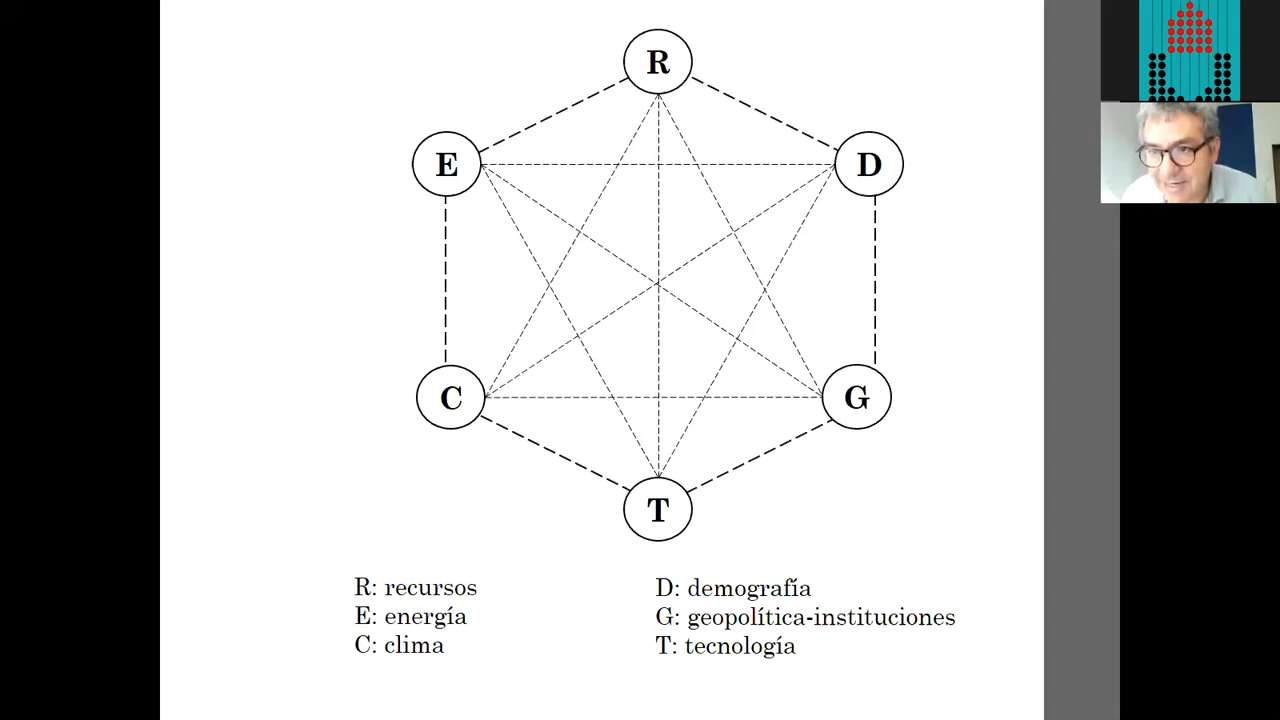 R
E
D
C
G
T
R: recursos
E: energía
C: clima
D: demografía
G: geopolítica-instituciones
T: tecnología